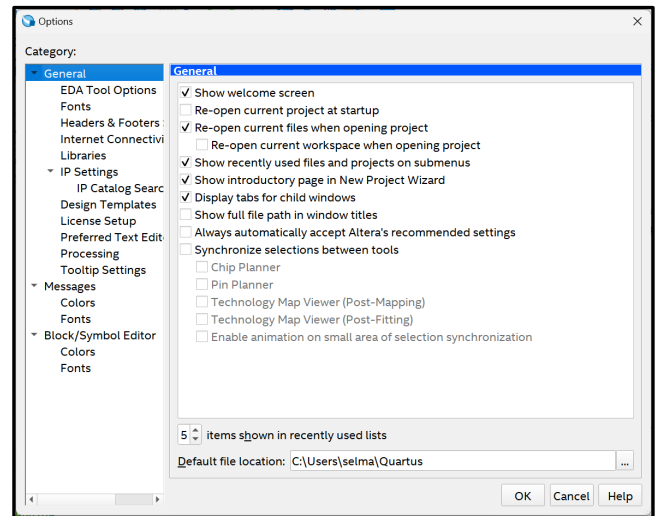 Options
Category:
General
EDA Tool Options
Fonts
Headers & Footers
Internet Connectivi
Libraries
IP Settings
IP Catalog Searc
Design Templates
License Setup
Preferred Text Edit
Processing
Tooltip Settings
Messages
Colors
Fonts
Block/Symbol Editor
Colors
Fonts
General
Show welcome screen
Re-open current project at startup
Re-open current files when opening project
Re-open current workspace when opening project
Show recently used files and projects on submenus
Show introductory page in New Project Wizard
Display tabs for child windows
Show full file path in window titles
Always automatically accept Altera's recommended settings
Synchronize selections between tools
Chip Planner
Pin Planner
Technology Map Viewer (Post-Mapping)
Technology Map Viewer (Post-Fitting)
Enable animation on small area of selection synchronization
5 items shown in recently used lists
Default file location: C:\Users\selma\Quartus ...
OK Cancel Help